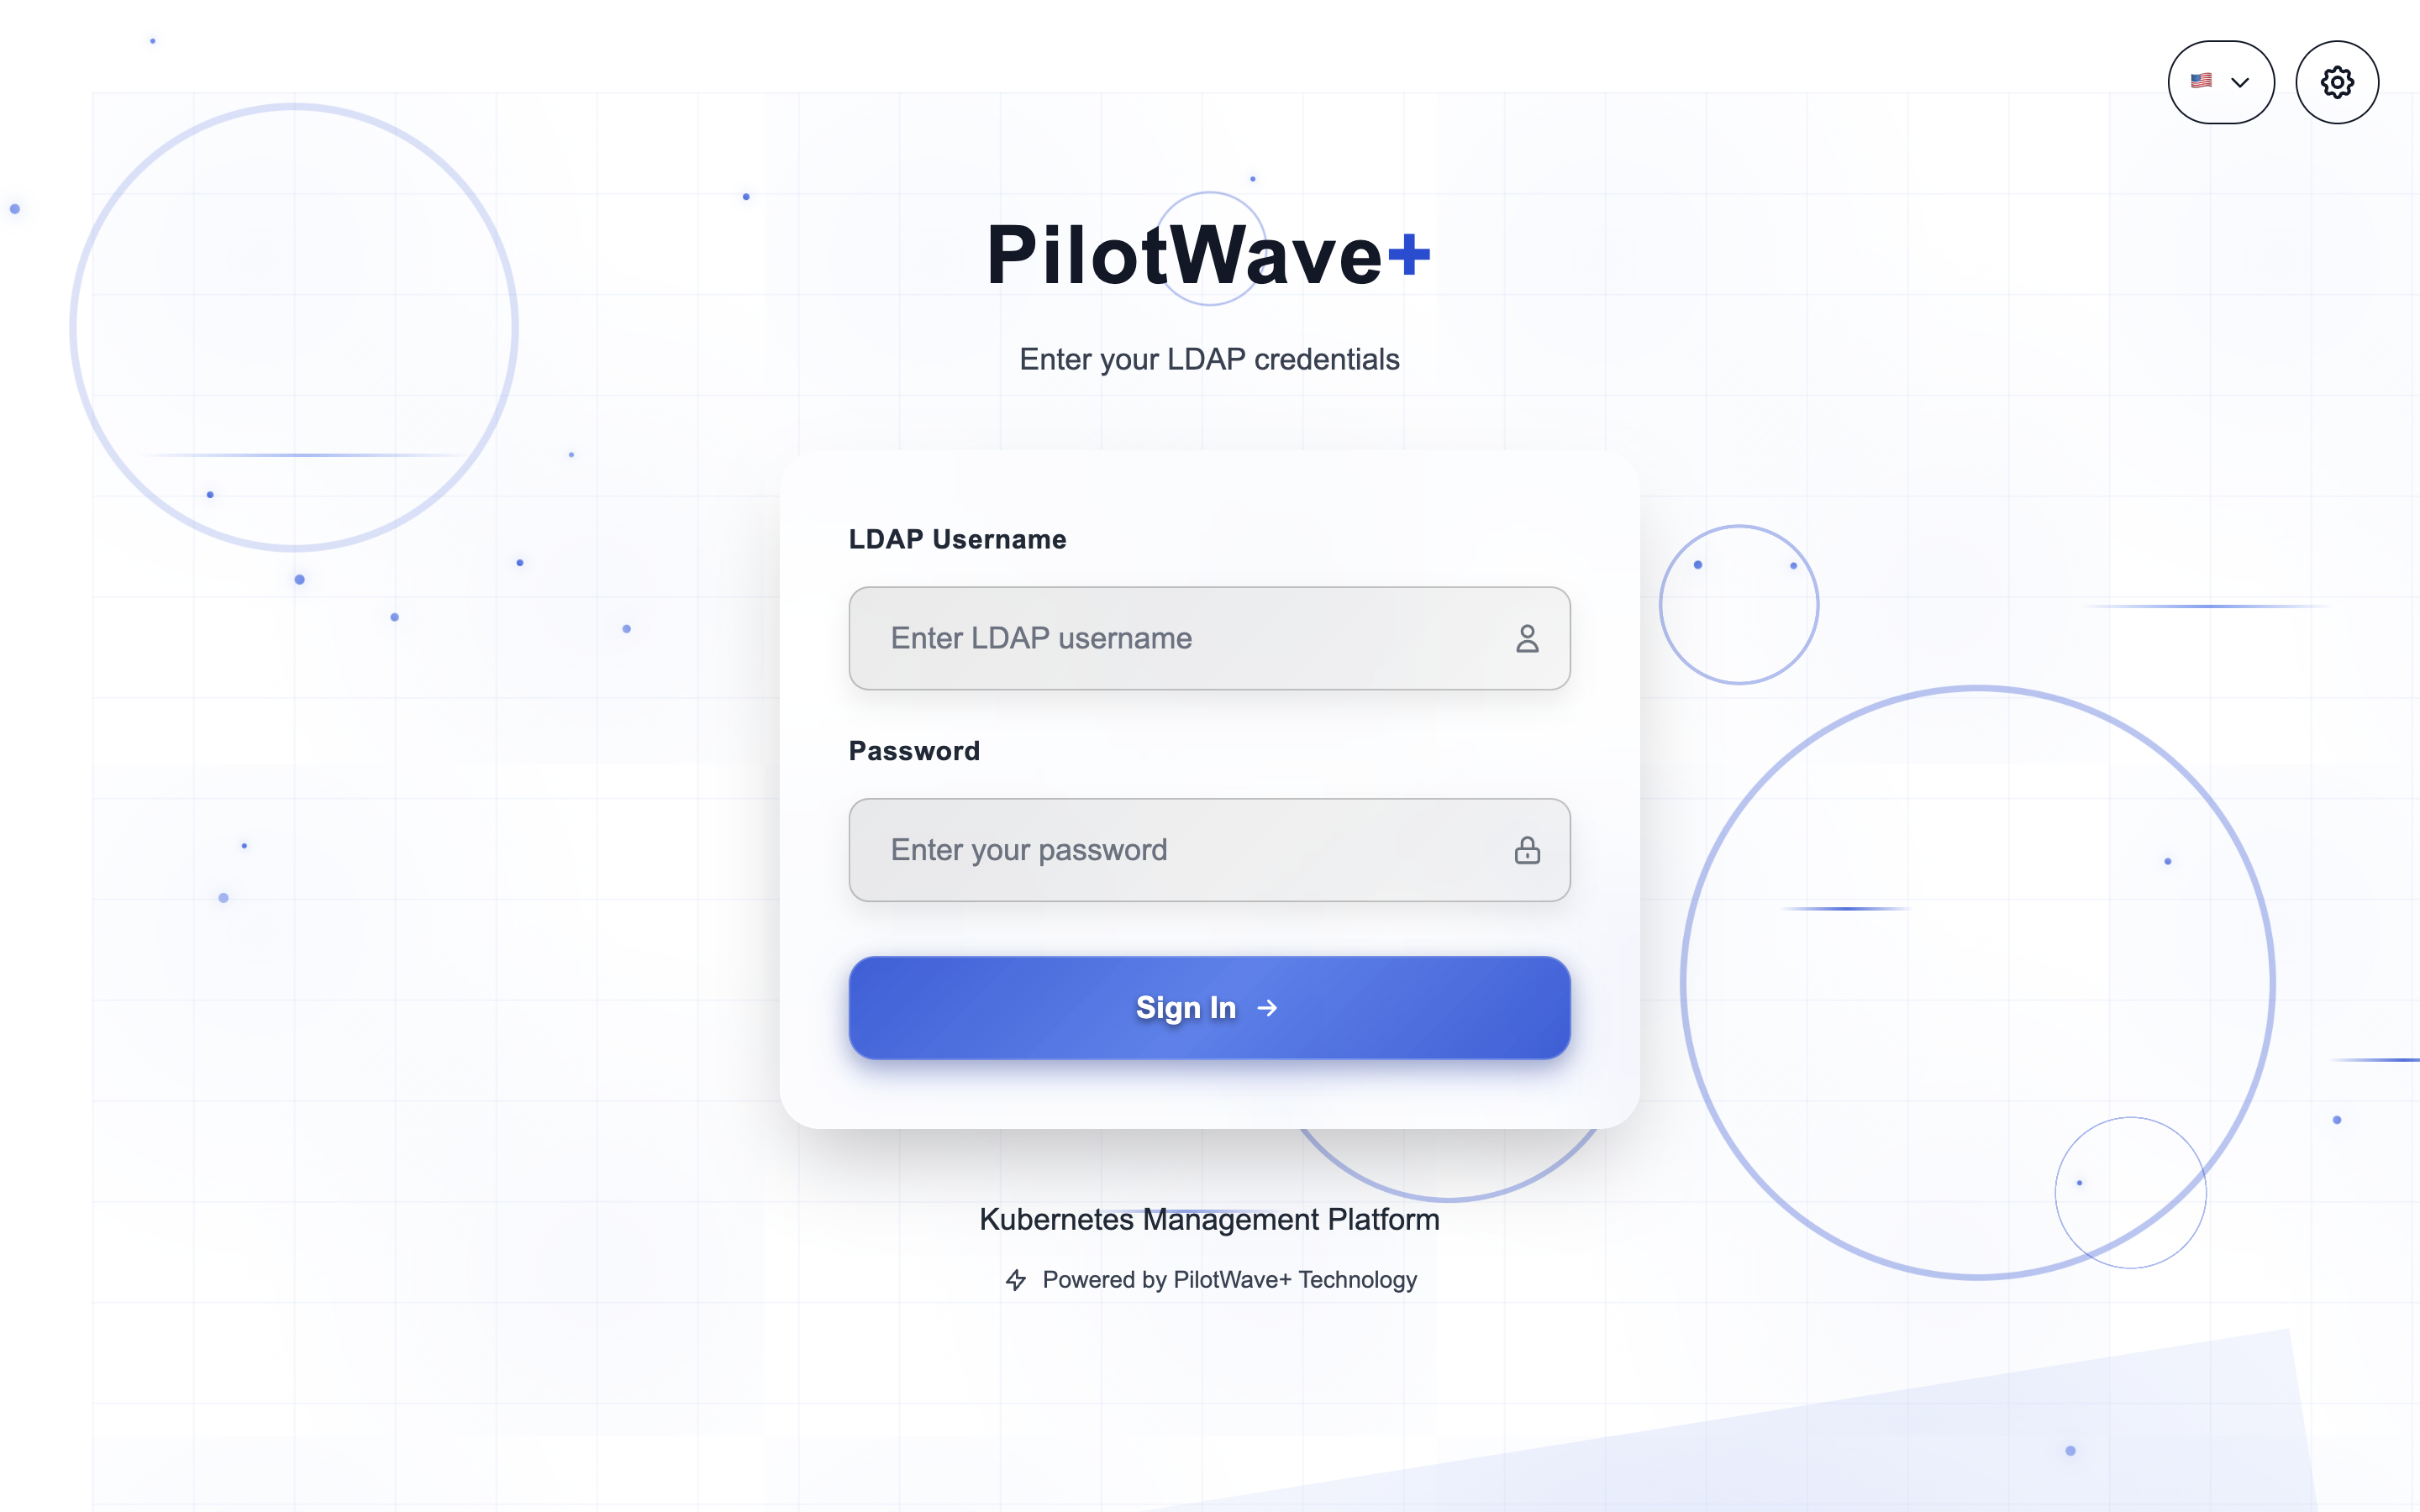 PilotWave+
Enter your LDAP credentials
LDAP Username
Enter LDAP username
Password
Enter your password
Sign In
Kubernetes Management Platform
Powered by PilotWave+ Technology